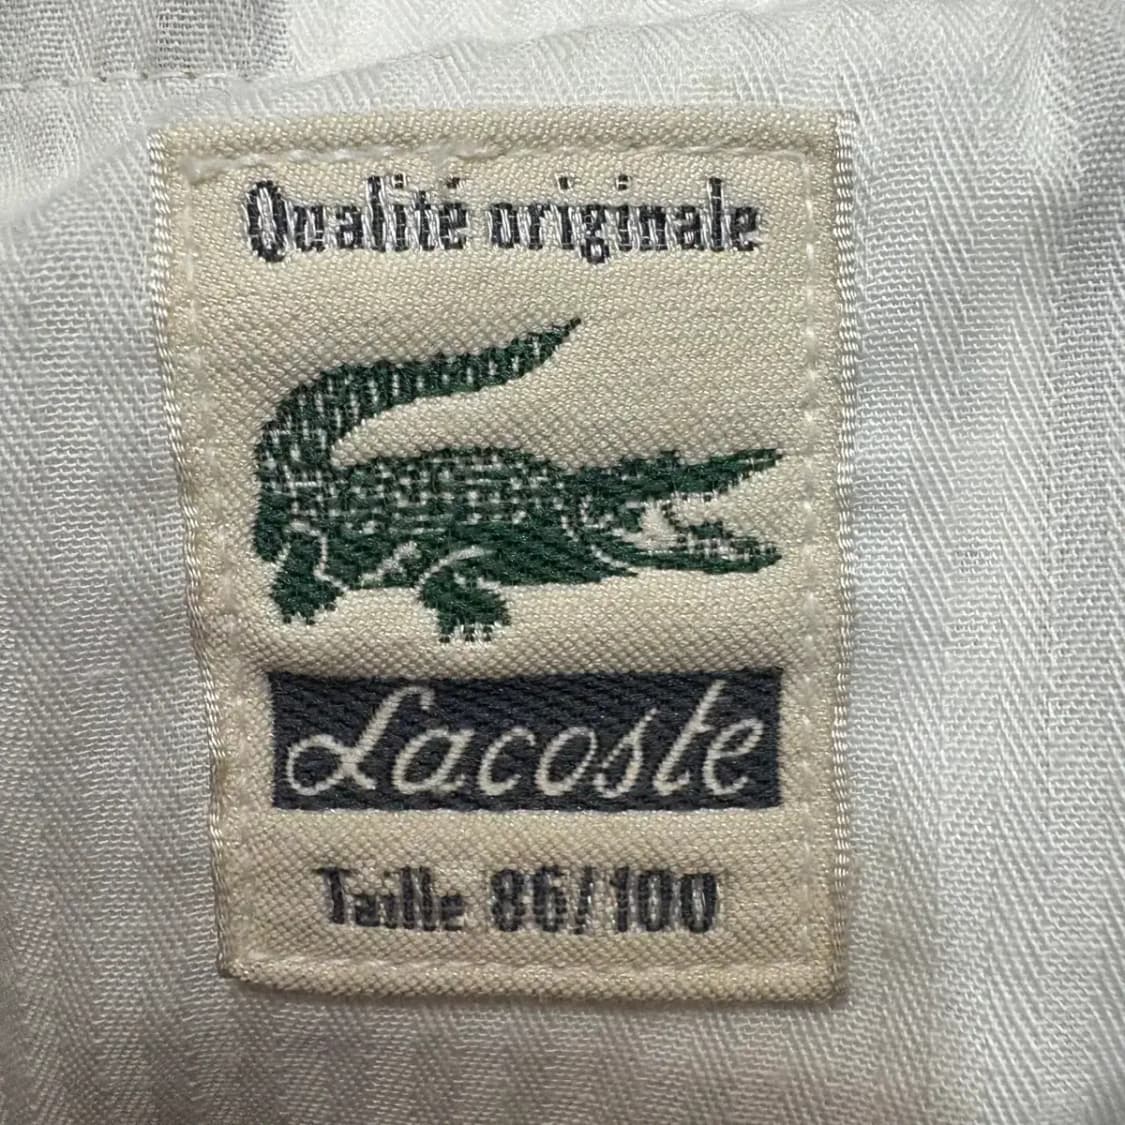 Qualité originale
Lacoste
Taille 86/100